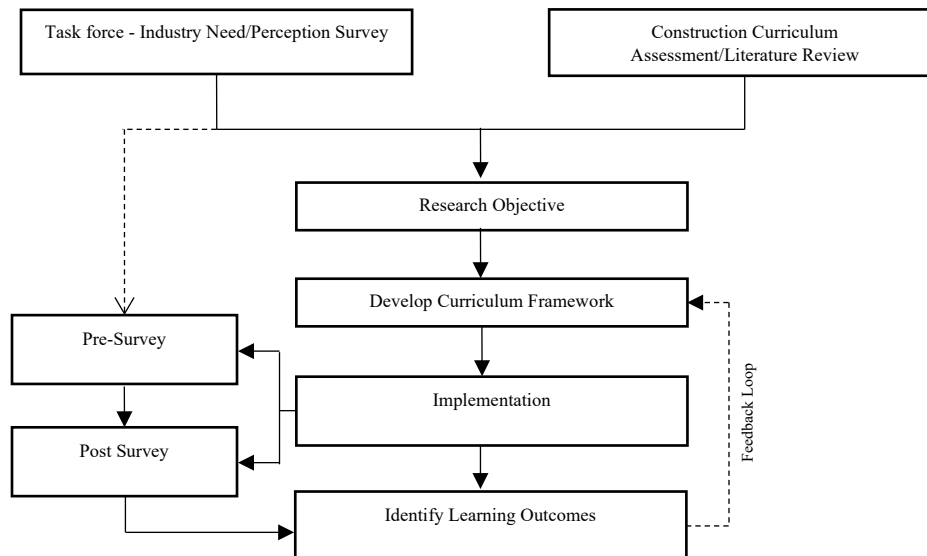 Task force - Industry Need/Perception Survey
Construction Curriculum
Assessment/Literature Review
Research Objective
Develop Curriculum Framework
Pre-Survey
Implementation
Feedback Loop
Post Survey
Identify Learning Outcomes